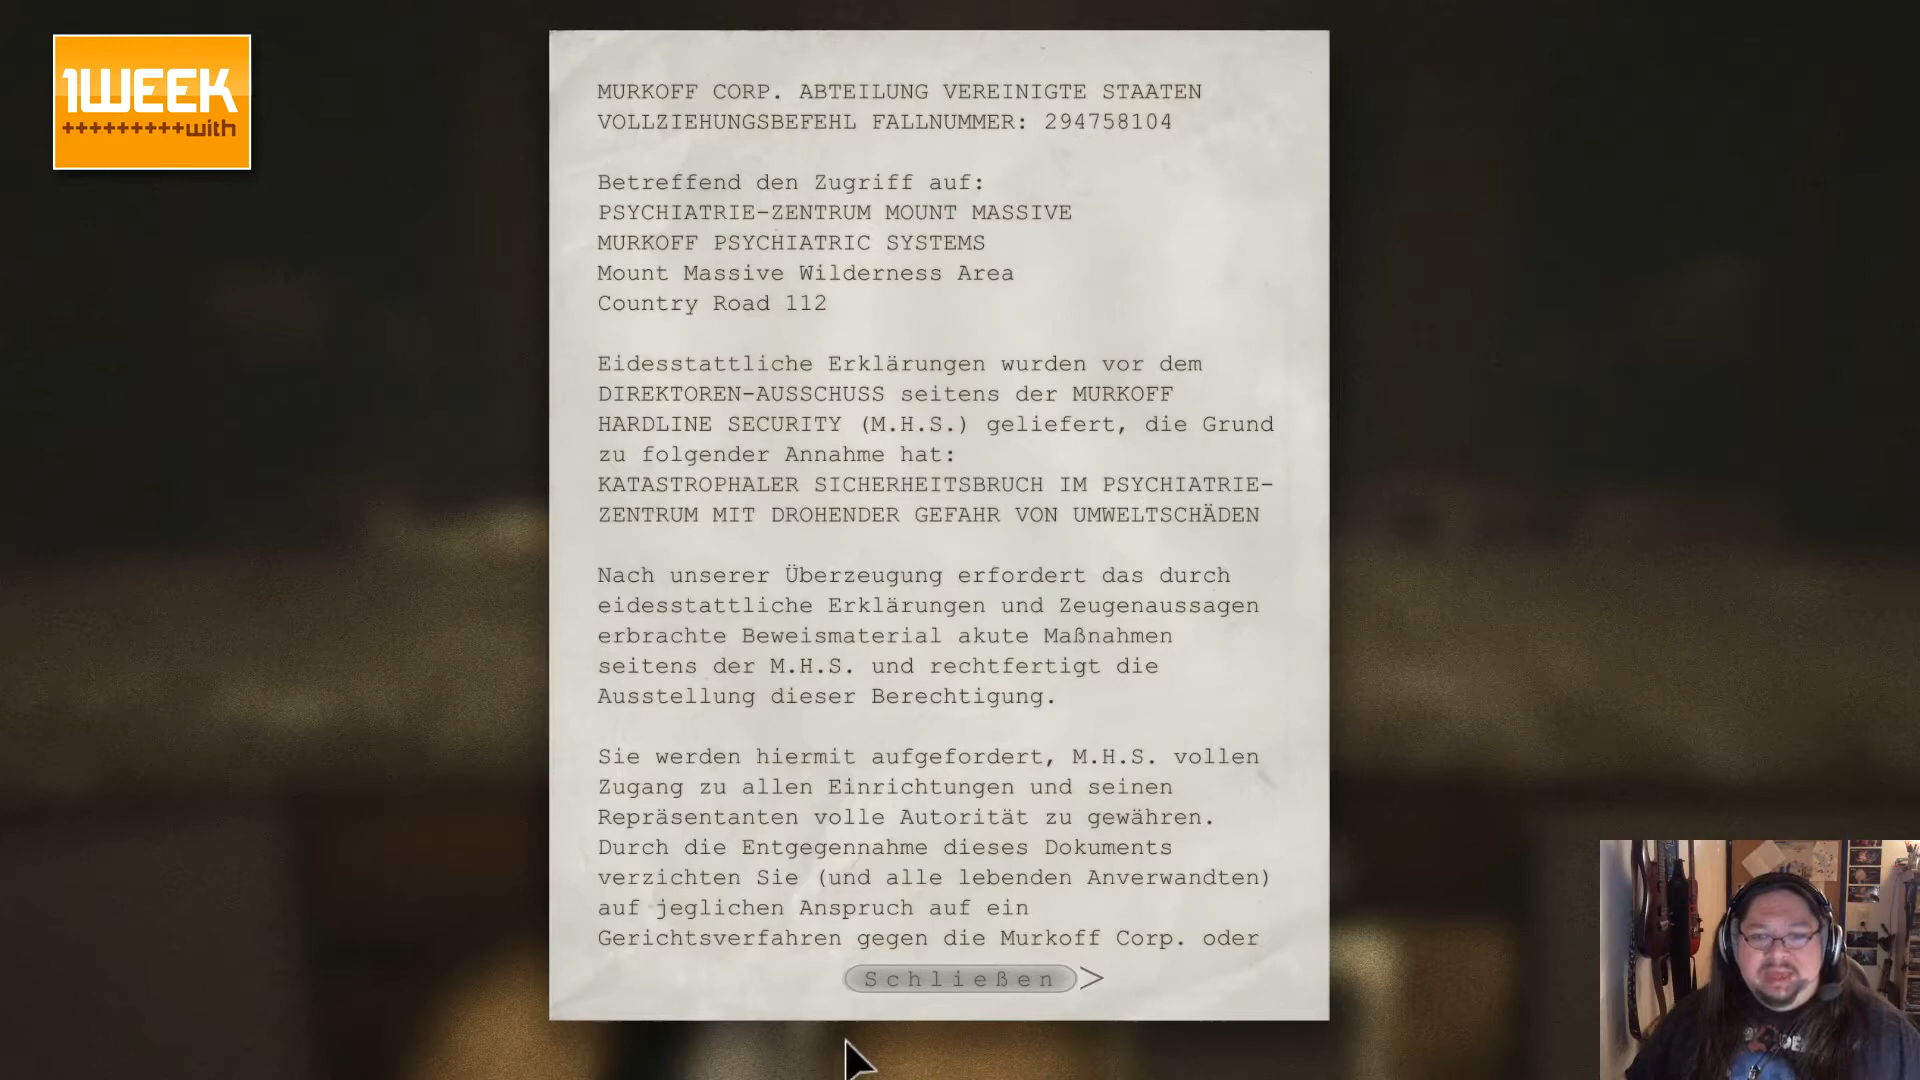 1WEEK
+++++++++with
MURKOFF CORP. ABTEILUNG VEREINIGTE STAATEN
VOLLZIEHUNGSBEFEHL FALLNUMMER: 294758104
Betreffend den Zugriff auf:
PSYCHIATRIE-ZENTRUM MOUNT MASSIVE
MURKOFF PSYCHIATRIC SYSTEMS
Mount Massive Wilderness Area
Country Road 112
Eidesstattliche Erklärungen wurden vor dem
DIREKTOREN-AUSSCHUSS seitens der MURKOFF
HARDLINE SECURITY (M.H.S.) geliefert, die Grund
zu folgender Annahme hat:
KATASTROPHALER SICHERHEITSBRUCH IM PSYCHIATRIE-
ZENTRUM MIT DROHENDER GEFAHR VON UMWELTSCHÄDEN
Nach unserer Überzeugung erfordert das durch
eidesstattliche Erklärungen und Zeugenaussagen
erbrachte Beweismaterial akute Maßnahmen
seitens der M.H.S. und rechtfertigt die
Ausstellung dieser Berechtigung.
Sie werden hiermit aufgefordert, M.H.S. vollen
Zugang zu allen Einrichtungen und seinen
Repräsentanten volle Autorität zu gewähren.
Durch die Entgegennahme dieses Dokuments
verzichten Sie (und alle lebenden Anverwandten)
auf jeglichen Anspruch auf ein
Gerichtsverfahren gegen die Murkoff Corp. oder
Schließen >